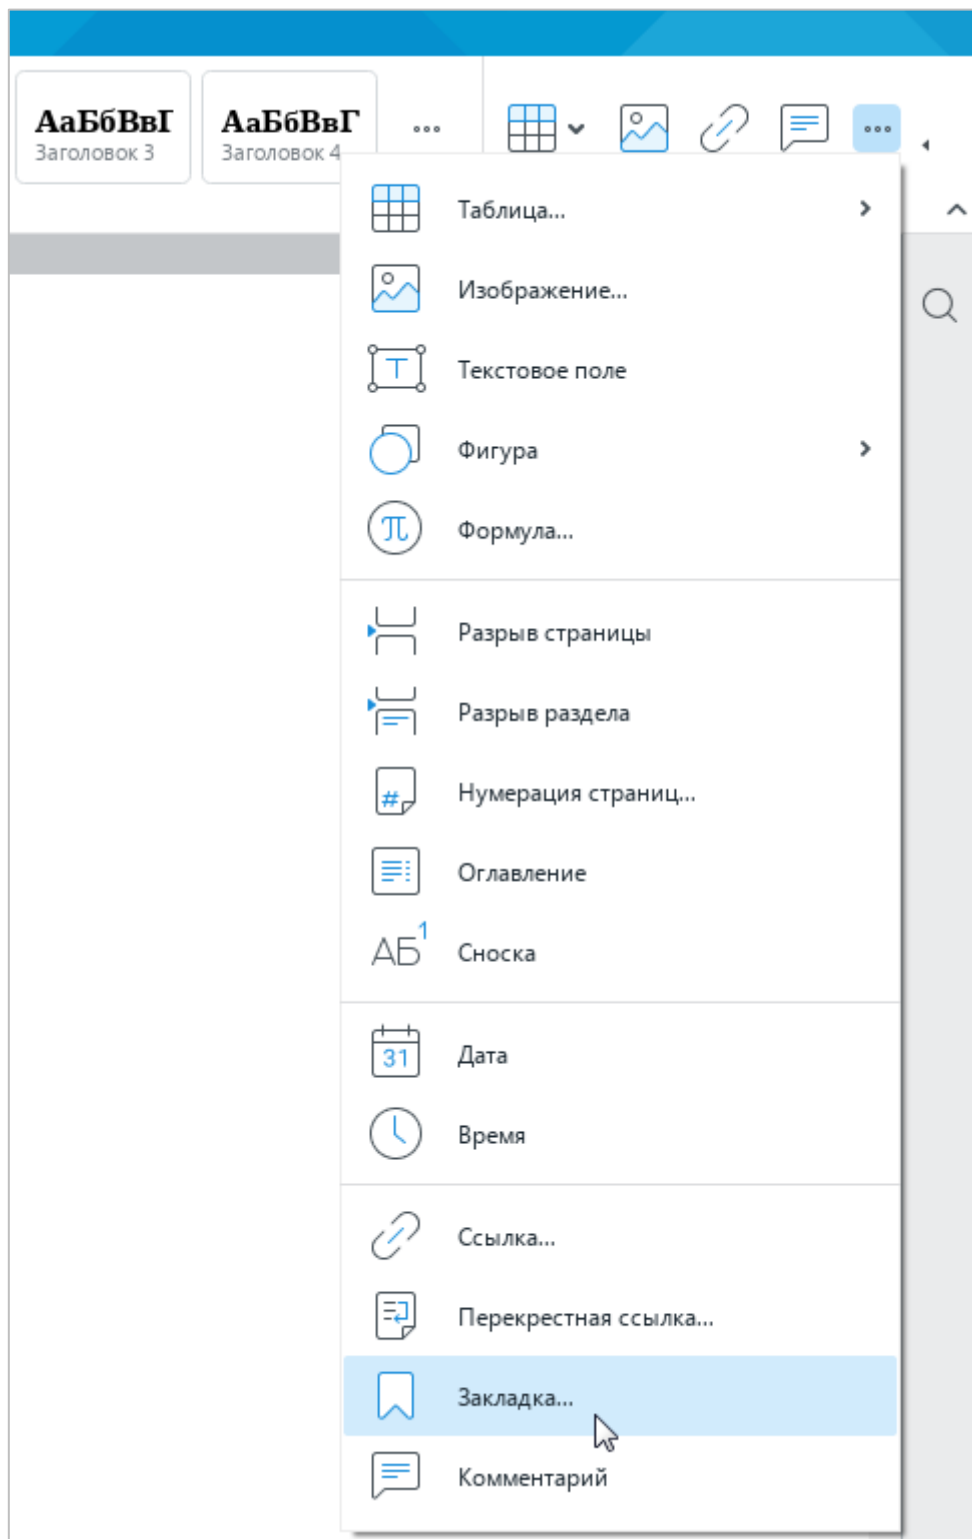 АаБбВвГ
Заголовок 3
АаБбВвГ
Заголовок 4
Таблица...
Изображение...
Т
Текстовое поле
Фигура
π
Формула...
Разрыв страницы
Разрыв раздела
#
Нумерация страниц...
Оглавление
АБ1
Сноска
31
Дата
Время
Ссылка...
Перекрестная ссылка...
Закладка...
Комментарий